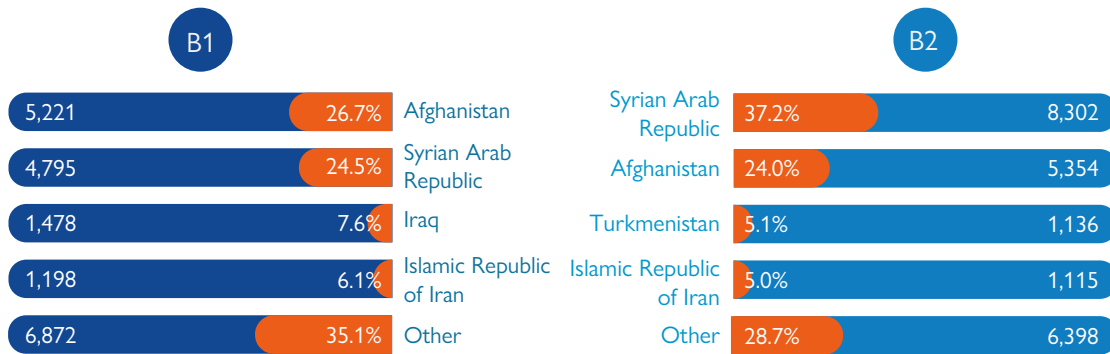 B1
5,221 26.7% Afghanistan
4,795 24.5% Syrian Arab
Republic
1,478 7.6% Iraq
1,198 6.1% Islamic Republic
of Iran
6,872 35.1% Other
B2
Syrian Arab
Republic 37.2% 8,302
Afghanistan 24.0% 5,354
Turkmenistan 5.1% 1,136
Islamic Republic
of Iran 5.0% 1,115
Other 28.7% 6,398